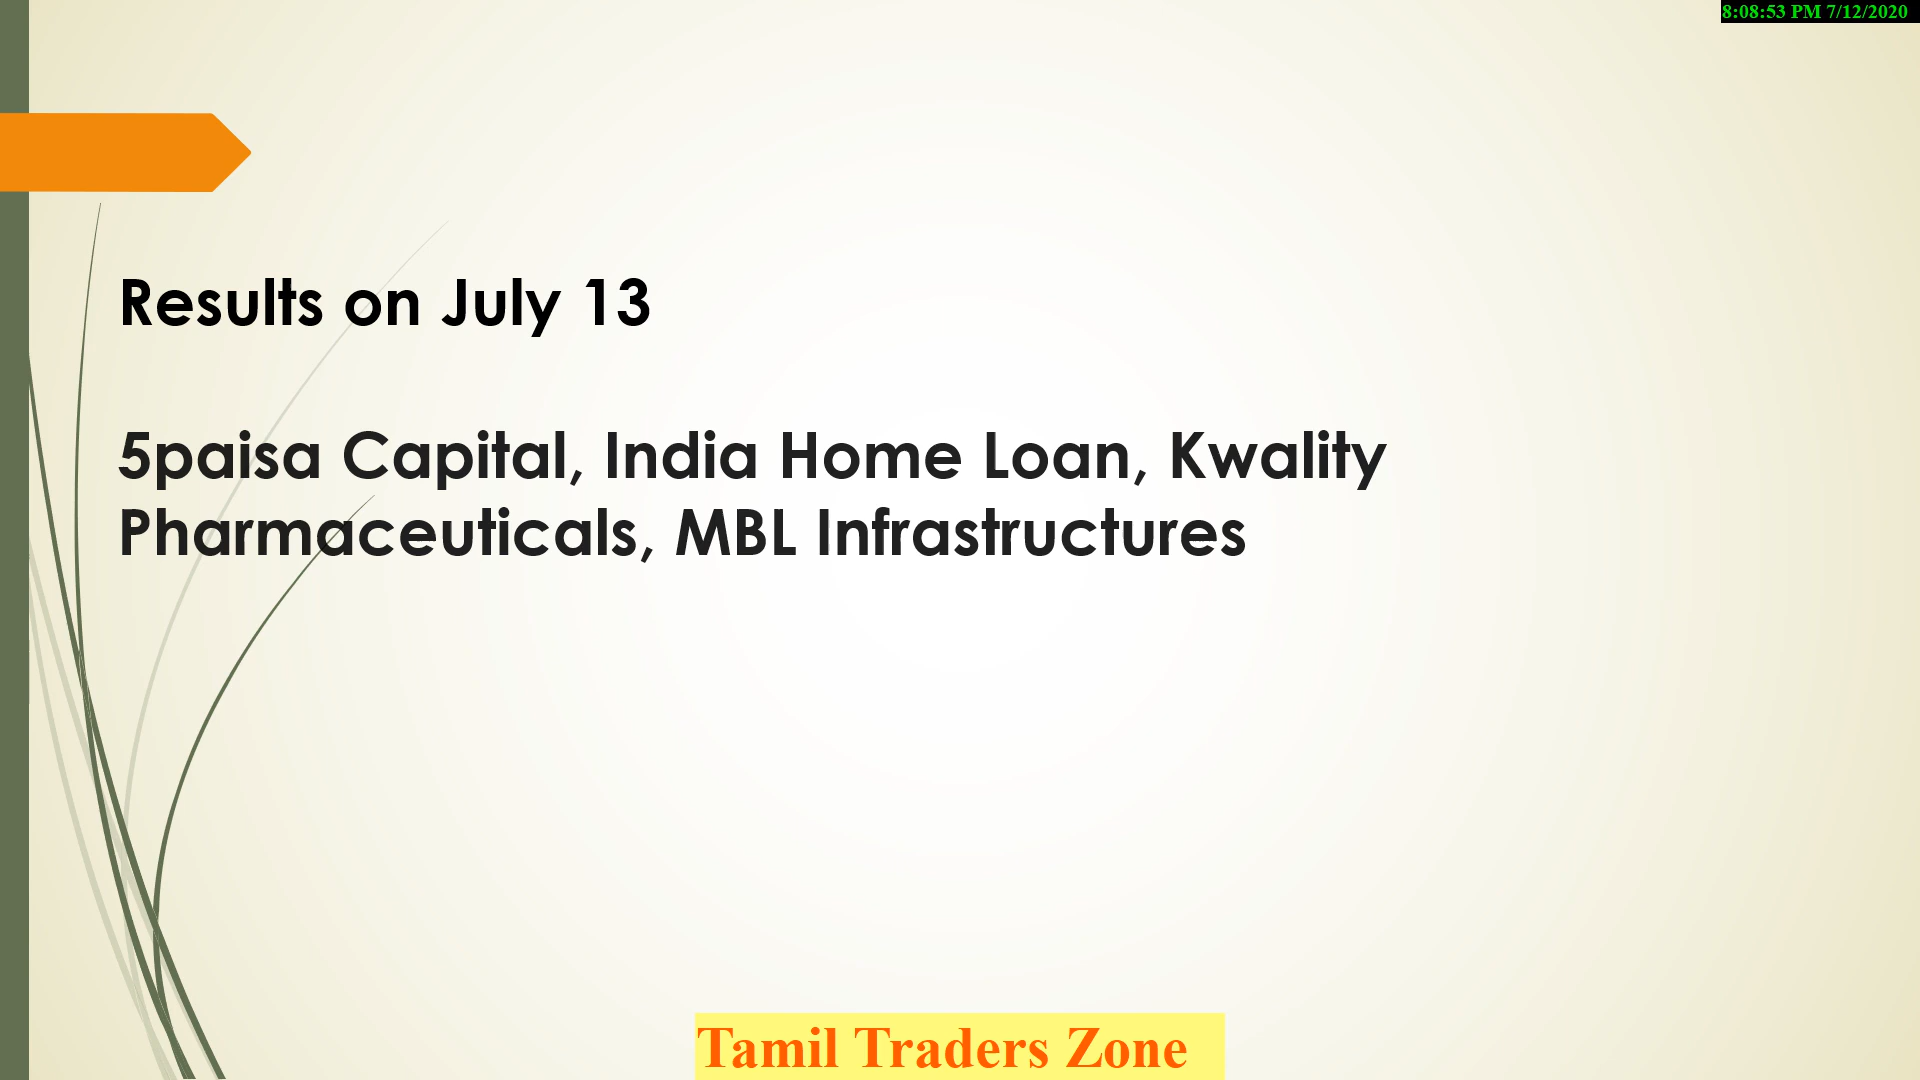 8:08:53 PM 7/12/2020
Results on July 13
5paisa Capital, India Home Loan, Kwality
Pharmaceuticals, MBL Infrastructures
Tamil Traders Zone